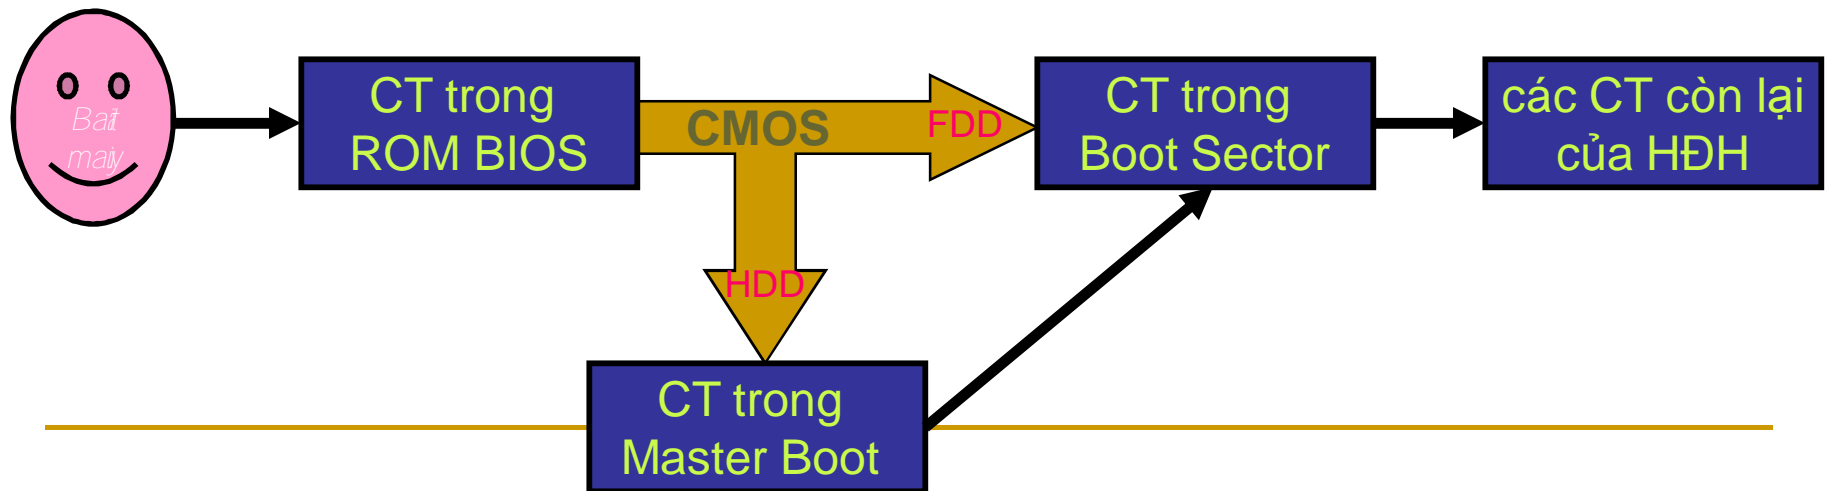 CT trong
ROM BIOS
CMOS
FDD
CT trong
Boot Sector
các CT còn lại
của HĐH
HDD
CT trong
Master Boot